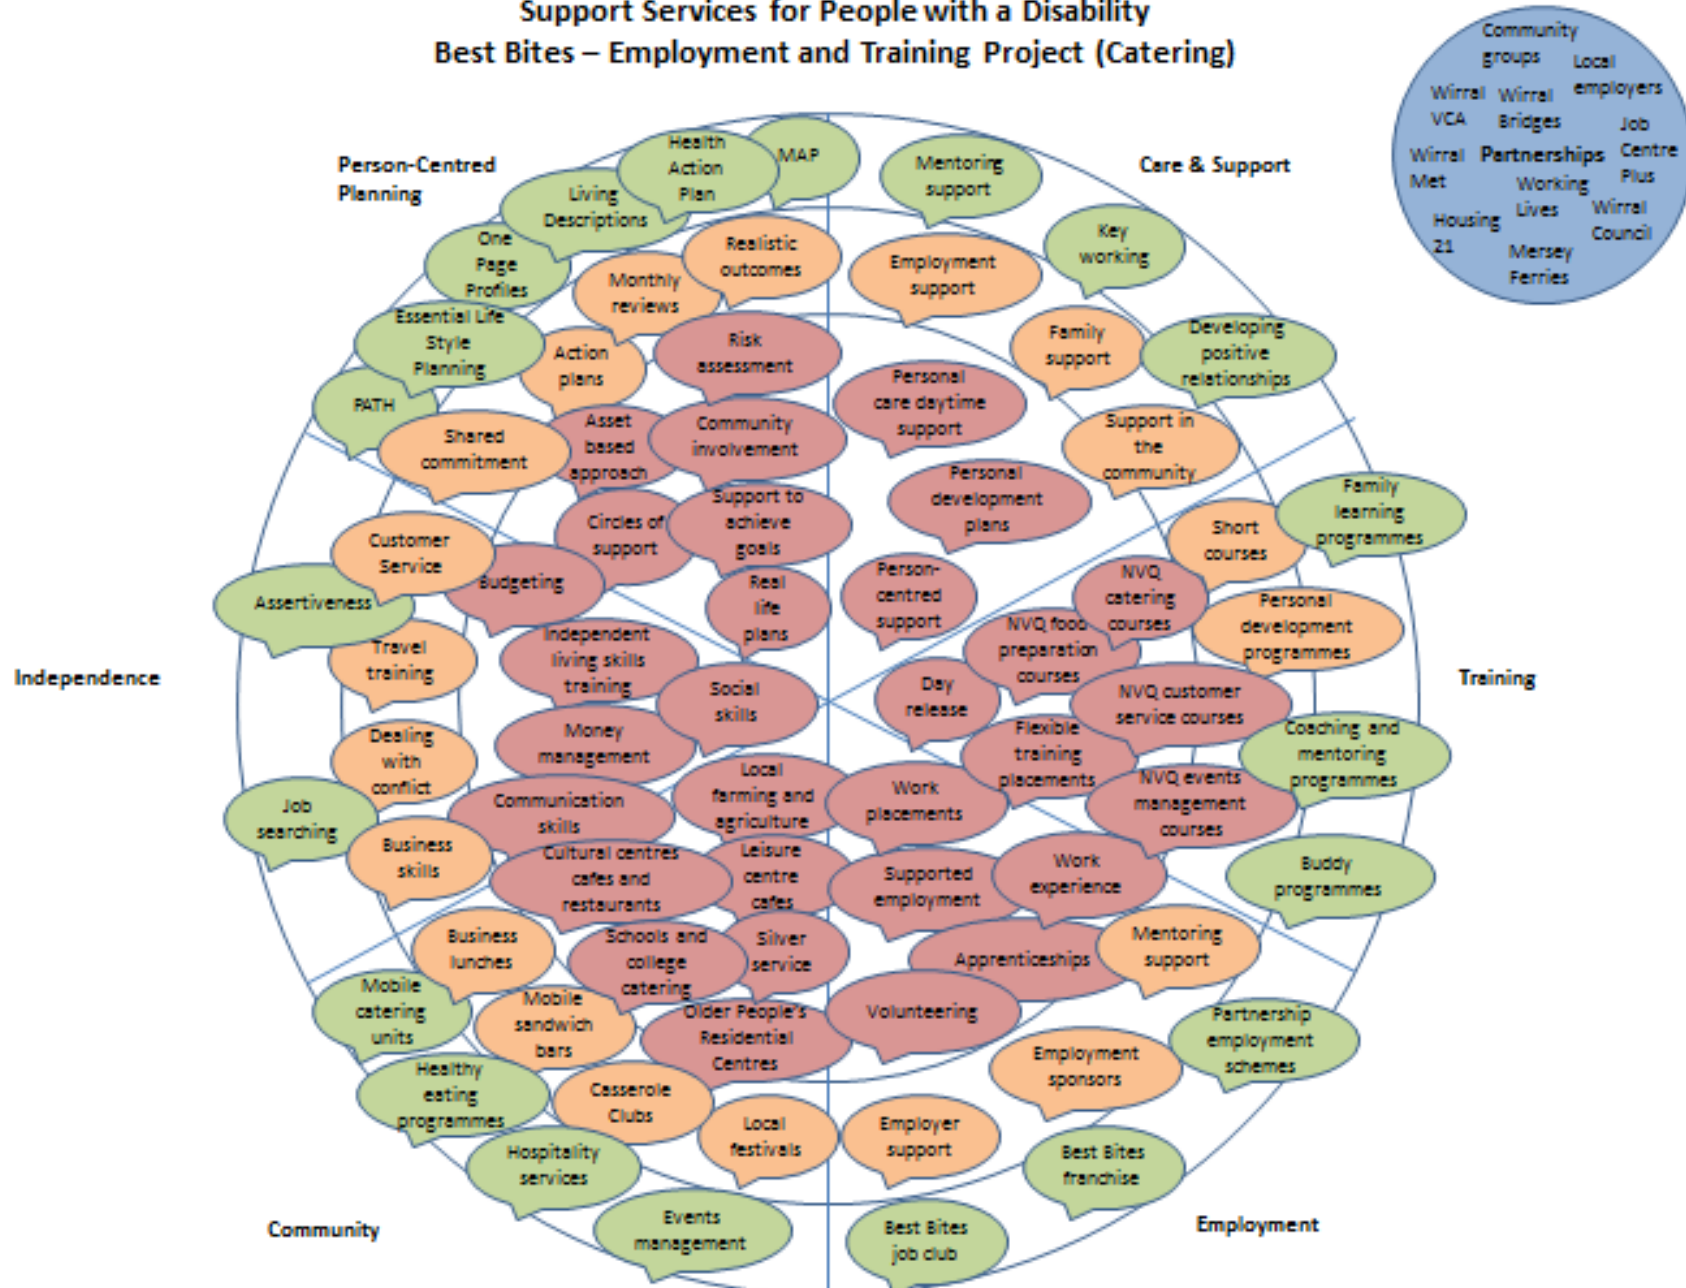 Support Services for People with a Disability
Best Bites – Employment and Training Project (Catering)
Community
groups
Local
employers
Wirral
VCA
Wirral
Bridges
Job
Centre
Plus
Wirral
Met
Partnerships
Working
Lives
Wirral
Council
Housing
21
Mersey
Ferries
Person-Centred
Planning
Health
Action
Plan
MAP
Living
Descriptions
One
Page
Profiles
Essential Life
Style
Planning
PATH
Realistic
outcomes
Monthly
reviews
Action
plans
Shared
commitment
Risk
assessment
Asset
based
approach
Community
involvement
Circles of
support
Support to
achieve
goals
Real
life
plans
Care & Support
Mentoring
support
Key
working
Developing
positive
relationships
Employment
support
Family
support
Support in
the
community
Personal
care daytime
support
Personal
development
plans
Person-
centred
support
Independence
Customer
Service
Assertiveness
Budgeting
Travel
training
Independent
living skills
training
Social
skills
Money
management
Dealing
with
conflict
Job
searching
Communication
skills
Business
skills
Training
Family
learning
programmes
Short
courses
NVQ
catering
courses
Personal
development
programmes
NVQ food
preparation
courses
Day
release
NVQ customer
service courses
Flexible
training
placements
Coaching and
mentoring
programmes
NVQ events
management
courses
Buddy
programmes
Community
Local
farming and
agriculture
Cultural centres
cafes and
restaurants
Leisure
centre
cafes
Business
lunches
Schools and
college
catering
Silver
service
Mobile
catering
units
Mobile
sandwich
bars
Older People's
Residential
Centres
Healthy
eating
programmes
Casserole
Clubs
Local
festivals
Hospitality
services
Events
management
Employment
Work
placements
Supported
employment
Work
experience
Apprenticeships
Mentoring
support
Volunteering
Partnership
employment
schemes
Employment
sponsors
Employer
support
Best Bites
franchise
Best Bites
job club